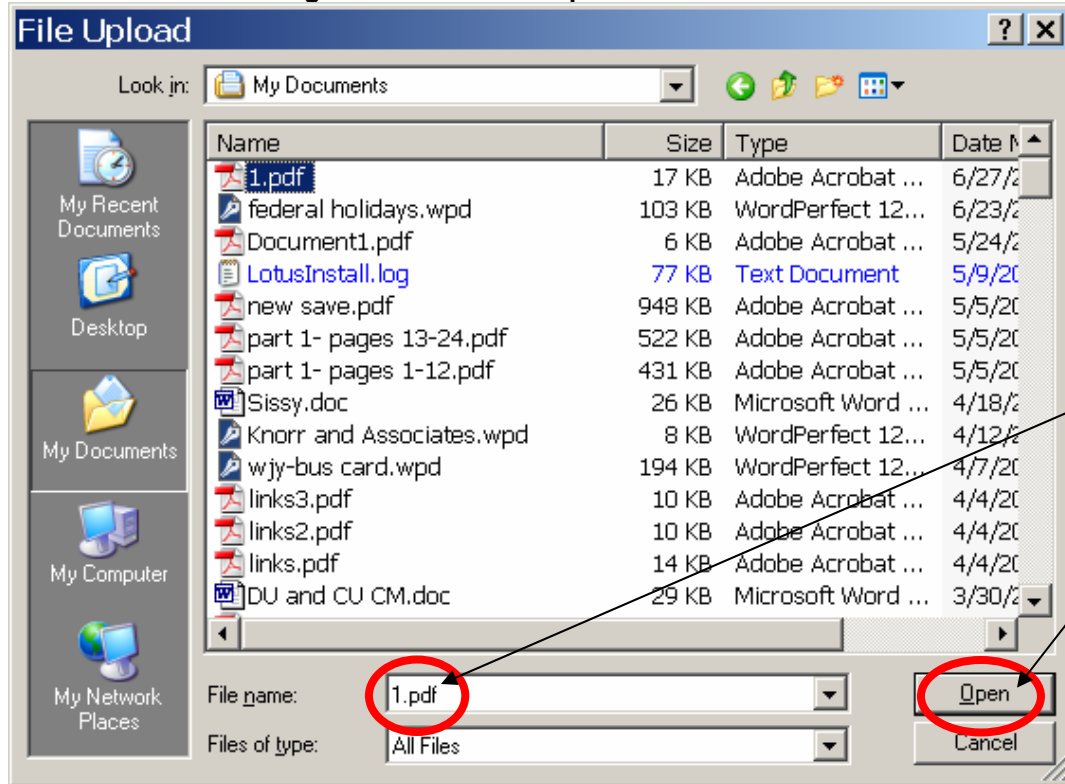 File Upload
Look in: My Documents
Name Size Type Date
1.pdf 17 KB Adobe Acrobat ... 6/27/2
federal holidays.wpd 103 KB WordPerfect 12... 6/23/2
Document1.pdf 6 KB Adobe Acrobat ... 5/24/2
LotusInstall.log 77 KB Text Document 5/9/20
new save.pdf 948 KB Adobe Acrobat ... 5/5/20
part 1- pages 13-24.pdf 522 KB Adobe Acrobat ... 5/5/20
part 1- pages 1-12.pdf 431 KB Adobe Acrobat ... 5/5/20
Sissy.doc 26 KB Microsoft Word ... 4/18/2
Knorr and Associates.wpd 8 KB WordPerfect 12... 4/12/2
wjy-bus card.wpd 194 KB WordPerfect 12... 4/7/20
links3.pdf 10 KB Adobe Acrobat ... 4/4/20
links2.pdf 10 KB Adobe Acrobat ... 4/4/20
links.pdf 14 KB Adobe Acrobat ... 4/4/20
DU and CU CM.doc 29 KB Microsoft Word ... 3/30/2
My Recent
Documents
Desktop
My Documents
My Computer
My Network
Places
File name: 1.pdf Open
Files of type: All Files Cancel